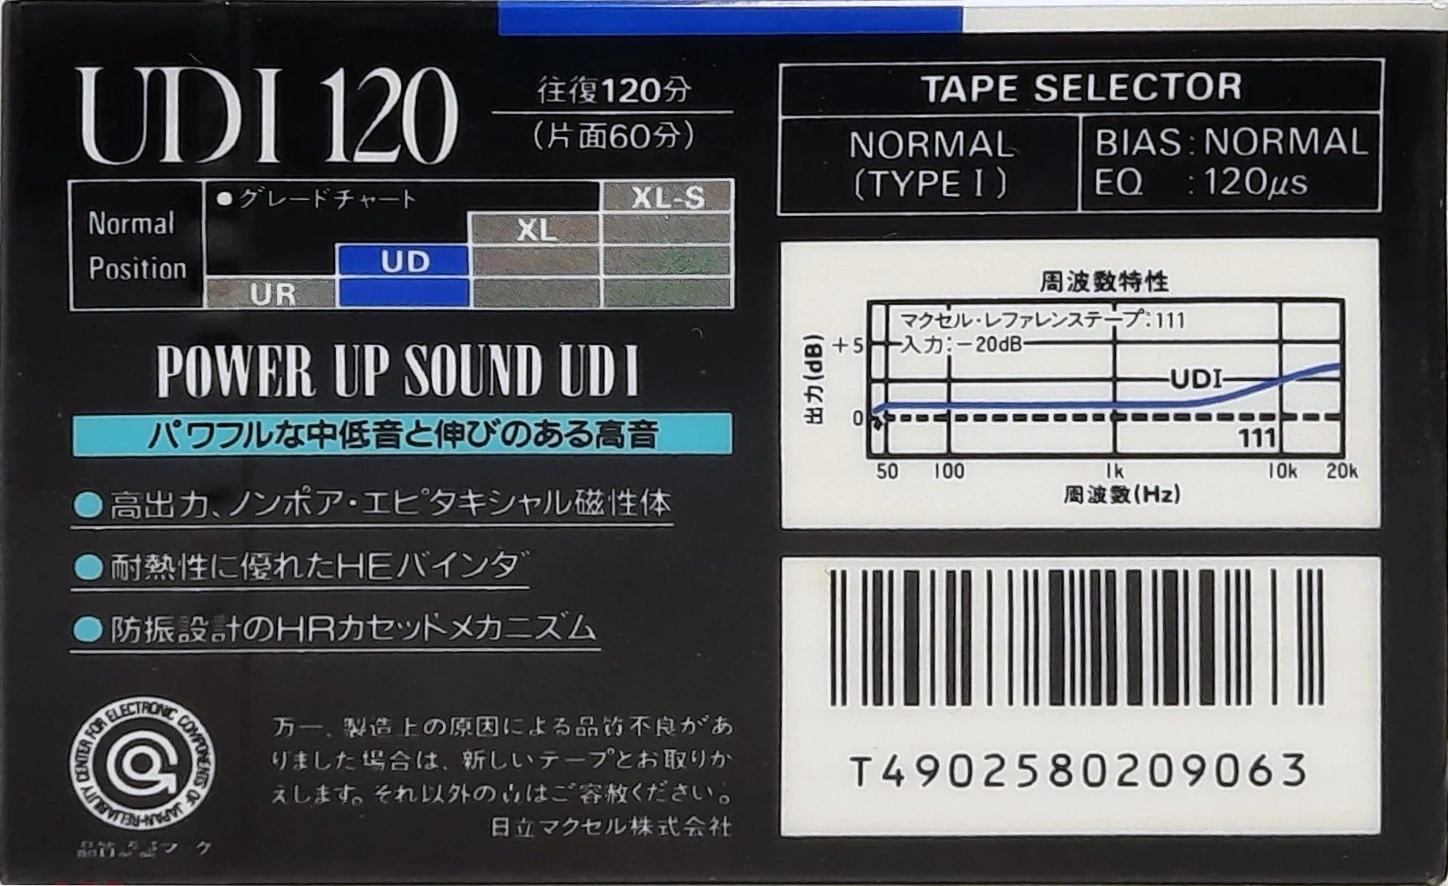 UDI 120
往復120分
(片面60分)
Normal
Position
●グレードチャート
XL-S
XL
UD
UR
POWER UP SOUND UD I
パワフルな中低音と伸びのある高音
●高出力、ノンポア・エピタキシャル磁性体
●耐熱性に優れたHEバインダ
●防振設計のHRカセットメカニズム
CENTER FOR ELECTRONIC COMPONENTS OF JAPAN-RELIABILITY
万一、製造上の原因による品質不良があ
りました場合は、新しいテープとお取りか
えします。それ以外の はご容赦ください。
日立マクセル株式会社
TAPE SELECTOR
NORMAL
(TYPE I)
BIAS:NORMAL
EQ :120μs
周波数特性
マクセル・レファレンステープ:111
入力:-20dB
出力(dB)
+5
0
UDI
111
50 100 1k 10k 20k
周波数(Hz)
T4902580209063